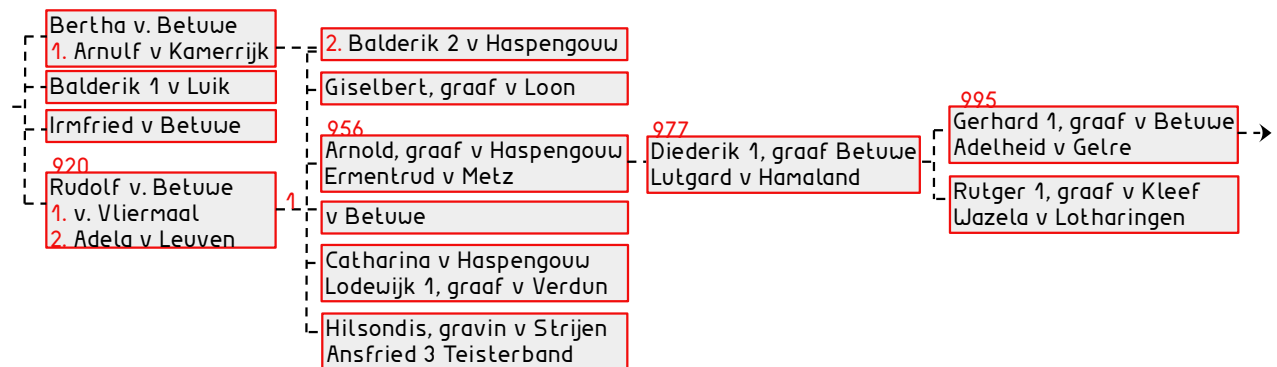 Bertha v. Betuwe
1. Arnulf v Kamerrijk
Balderik 1 v Luik
Irmfried v Betuwe
920
Rudolf v. Betuwe
1. v. Vliermaal
2. Adela v Leuven
1
2. Balderik 2 v Haspengouw
Giselbert, graaf v Loon
956
Arnold, graaf v Haspengouw
Ermentrud v Metz
v Betuwe
Catharina v Haspengouw
Lodewijk 1, graaf v Verdun
Hilsondis, gravin v Strijen
Ansfried 3 Teisterband
977
Diederik 1, graaf Betuwe
Lutgard v Hamaland
995
Gerhard 1, graaf v Betuwe
Adelheid v Gelre
Rutger 1, graaf v Kleef
Wazela v Lotharingen